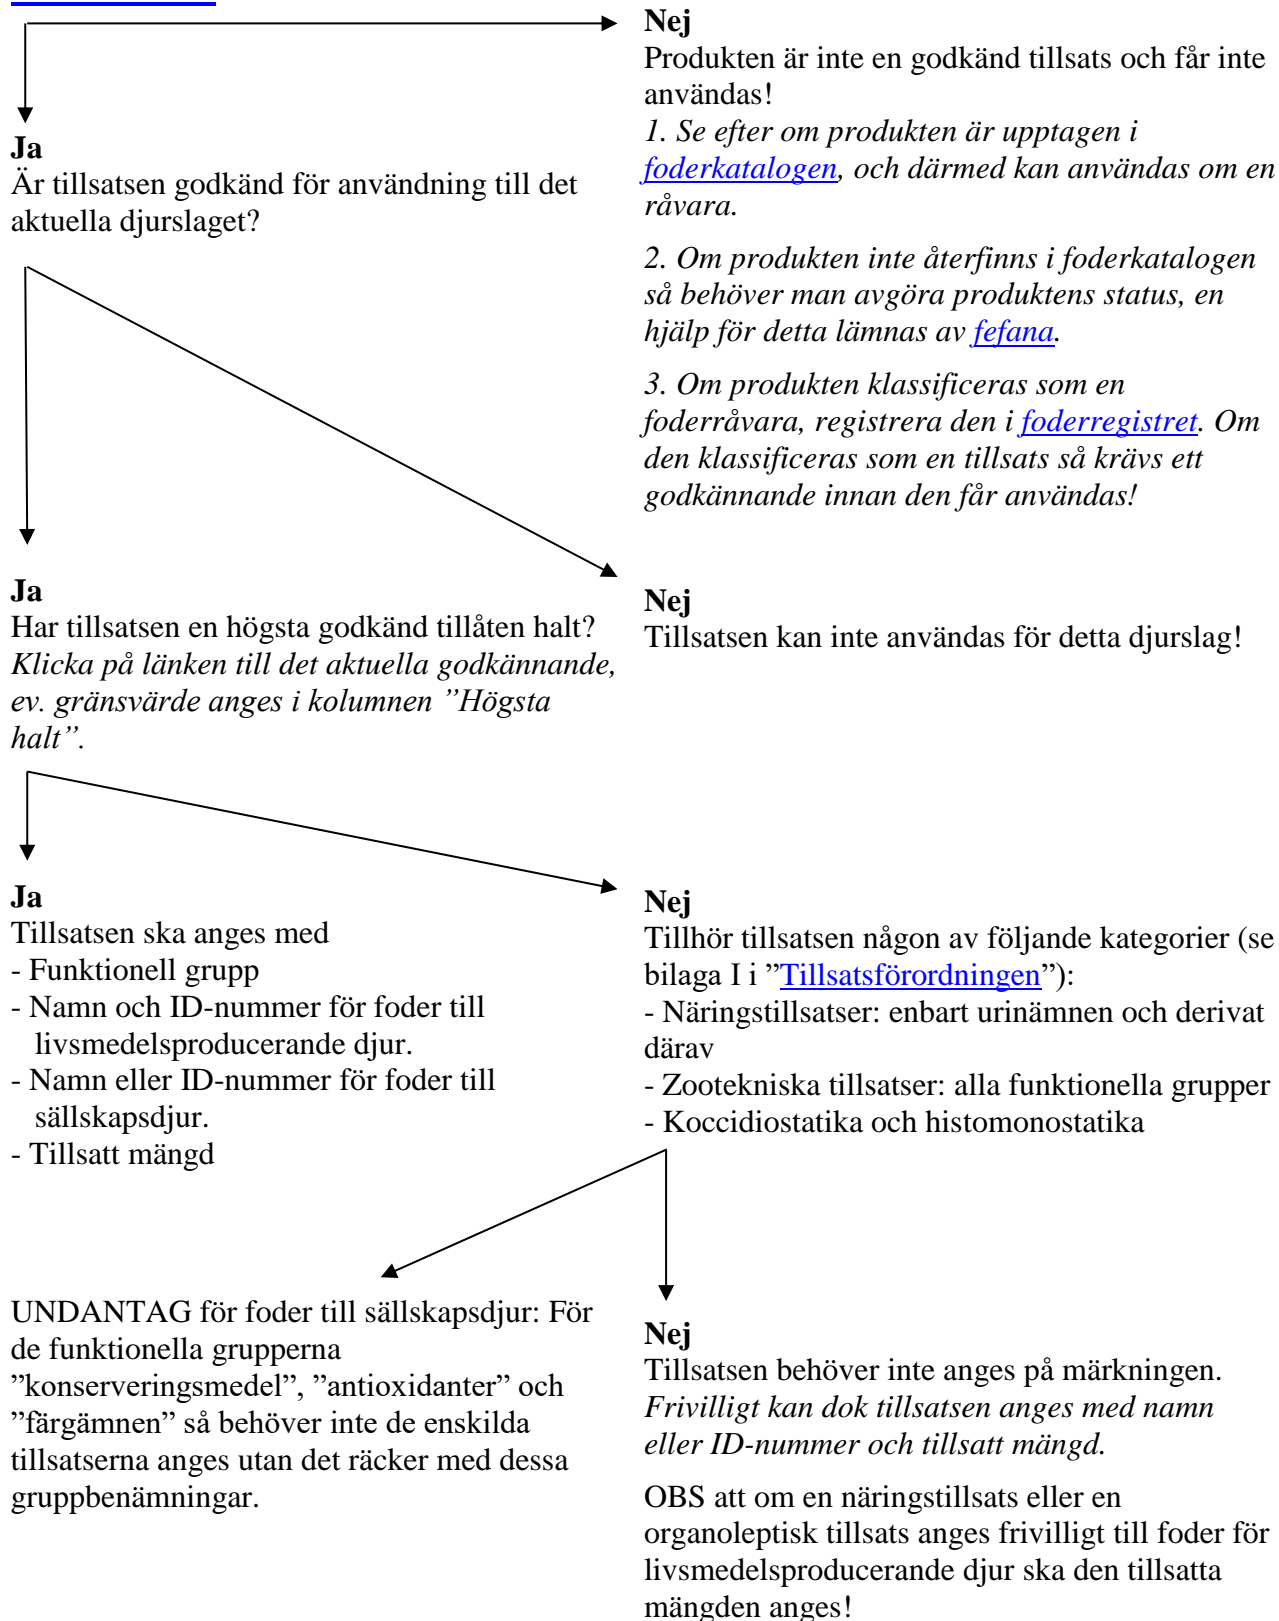 Nej
Produkten är inte en godkänd tillsats och får inte
användas!
1. Se efter om produkten är upptagen i
foderkatalogen, och därmed kan användas om en
råvara.
2. Om produkten inte återfinns i foderkatalogen
så behöver man avgöra produktens status, en
hjälp för detta lämnas av fefana.
3. Om produkten klassificeras som en
foderråvara, registrera den i foderregistret. Om
den klassificeras som en tillsats så krävs ett
godkännande innan den får användas!
Ja
Är tillsatsen godkänd för användning till det
aktuella djurslaget?
Ja
Har tillsatsen en högsta godkänd tillåten halt?
Klicka på länken till det aktuella godkännande,
ev. gränsvärde anges i kolumnen ”Högsta
halt”.
Nej
Tillsatsen kan inte användas för detta djurslag!
Ja
Tillsatsen ska anges med
- Funktionell grupp
- Namn och ID-nummer för foder till
livsmedelsproducerande djur.
- Namn eller ID-nummer för foder till
sällskapsdjur.
- Tillsatt mängd
Nej
Tillhör tillsatsen någon av följande kategorier (se
bilaga I i ”Tillsatsförordningen”):
- Näringstillsatser: enbart urinämnen och derivat
därav
- Zootekniska tillsatser: alla funktionella grupper
- Koccidiostatika och histomonostatika
UNDANTAG för foder till sällskapsdjur: För
de funktionella grupperna
”konserveringsmedel”, ”antioxidanter” och
”färgämnen” så behöver inte de enskilda
tillsatserna anges utan det räcker med dessa
gruppbenämningar.
Nej
Tillsatsen behöver inte anges på märkningen.
Frivilligt kan dok tillsatsen anges med namn
eller ID-nummer och tillsatt mängd.
OBS att om en näringstillsats eller en
organoleptisk tillsats anges frivilligt till foder för
livsmedelsproducerande djur ska den tillsatta
mängden anges!